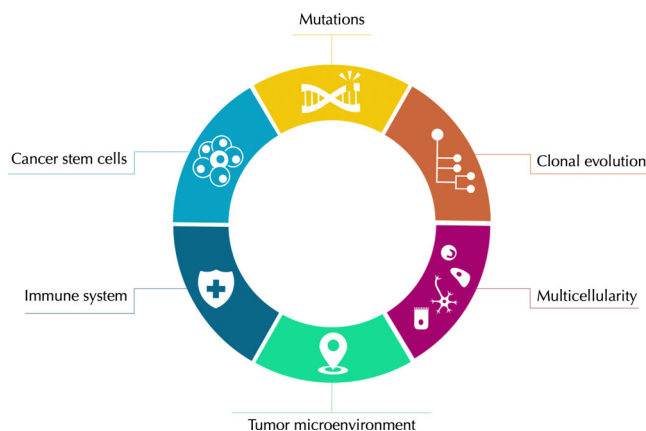 Mutations
Cancer stem cells
Clonal evolution
Immune system
Multicellularity
Tumor microenvironment